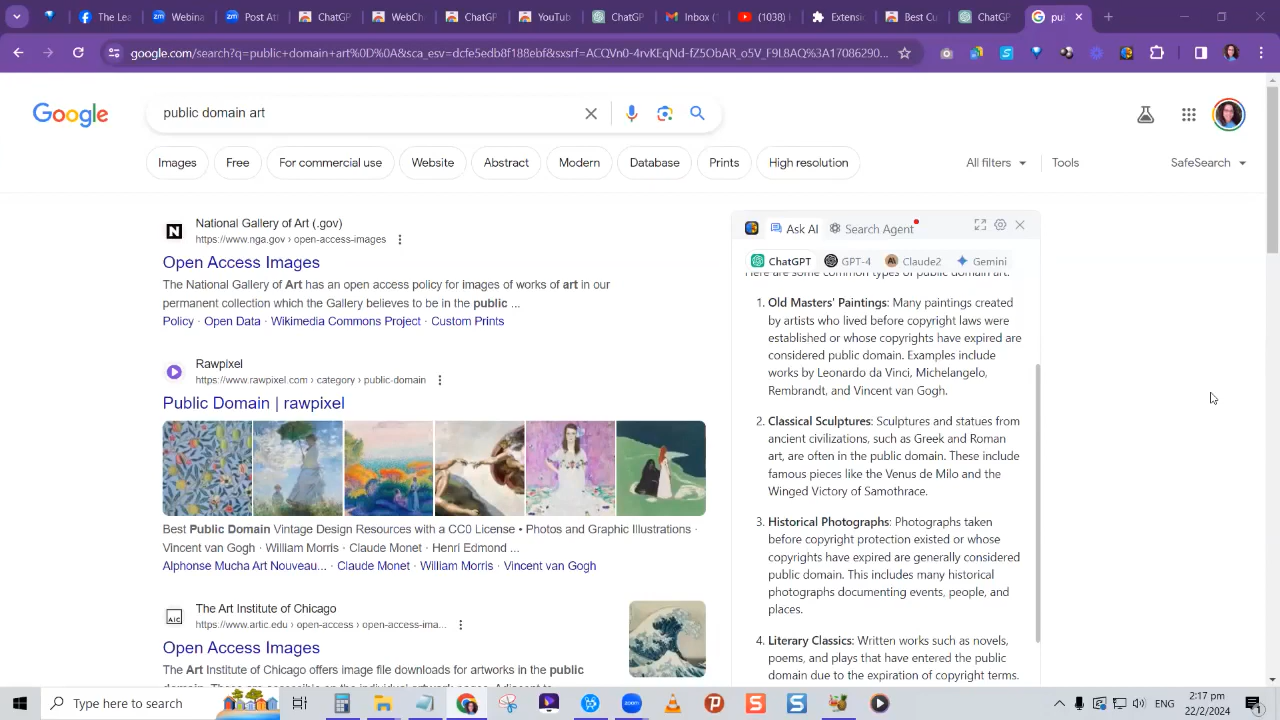 The Lea
Webina
Post Att
ChatGP
WebCh
ChatGP
YouTub
ChatGP
Inbox (1
(1038)
Extensio
Best Cu
ChatGP
pul
google.com/search?q=public+domain+art%0D%0A&sca_esv=dcfe5edb8f188ebf&sxsrf=ACQVn0-4rvKEqNd-fZ5ObAR_o5V_F9L8AQ%3A17086290...
Google
public domain art
Images
Free
For commercial use
Website
Abstract
Modern
Database
Prints
High resolution
All filters
Tools
SafeSearch
National Gallery of Art (.gov)
https://www.nga.gov › open-access-images
Open Access Images
The National Gallery of Art has an open access policy for images of works of art in our
permanent collection which the Gallery believes to be in the public ...
Policy · Open Data · Wikimedia Commons Project · Custom Prints
Rawpixel
https://www.rawpixel.com › category › public-domain
Public Domain | rawpixel
Best Public Domain Vintage Design Resources with a CC0 License • Photos and Graphic Illustrations ·
Vincent van Gogh · William Morris · Claude Monet · Henri Edmond ...
Alphonse Mucha Art Nouveau... · Claude Monet · William Morris · Vincent van Gogh
AIC
The Art Institute of Chicago
https://www.artic.edu › open-access › open-access-ima...
Open Access Images
The Art Institute of Chicago offers image file downloads for artworks in the public
Ask AI
Search Agent
ChatGPT
GPT-4
Claude2
Gemini
Here are some common types of public domain art:
1. Old Masters' Paintings: Many paintings created
by artists who lived before copyright laws were
established or whose copyrights have expired are
considered public domain. Examples include
works by Leonardo da Vinci, Michelangelo,
Rembrandt, and Vincent van Gogh.
2. Classical Sculptures: Sculptures and statues from
ancient civilizations, such as Greek and Roman
art, are often in the public domain. These include
famous pieces like the Venus de Milo and the
Winged Victory of Samothrace.
3. Historical Photographs: Photographs taken
before copyright protection existed or whose
copyrights have expired are generally considered
public domain. This includes many historical
photographs documenting events, people, and
places.
4. Literary Classics: Written works such as novels,
poems, and plays that have entered the public
domain due to the expiration of copyright terms.
Type here to search
ENG
2:17 pm
22/2/2024